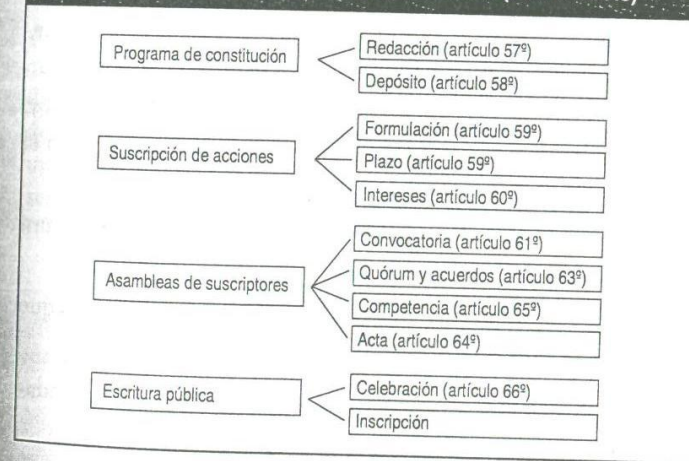 Programa de constitución
Redacción (artículo 57º)
Depósito (artículo 58º)
Suscripción de acciones
Formulación (artículo 59º)
Plazo (artículo 59º)
Intereses (artículo 60º)
Asambleas de suscriptores
Convocatoria (artículo 61º)
Quórum y acuerdos (artículo 63º)
Competencia (artículo 65º)
Acta (artículo 64º)
Escritura pública
Celebración (artículo 66º)
Inscripción